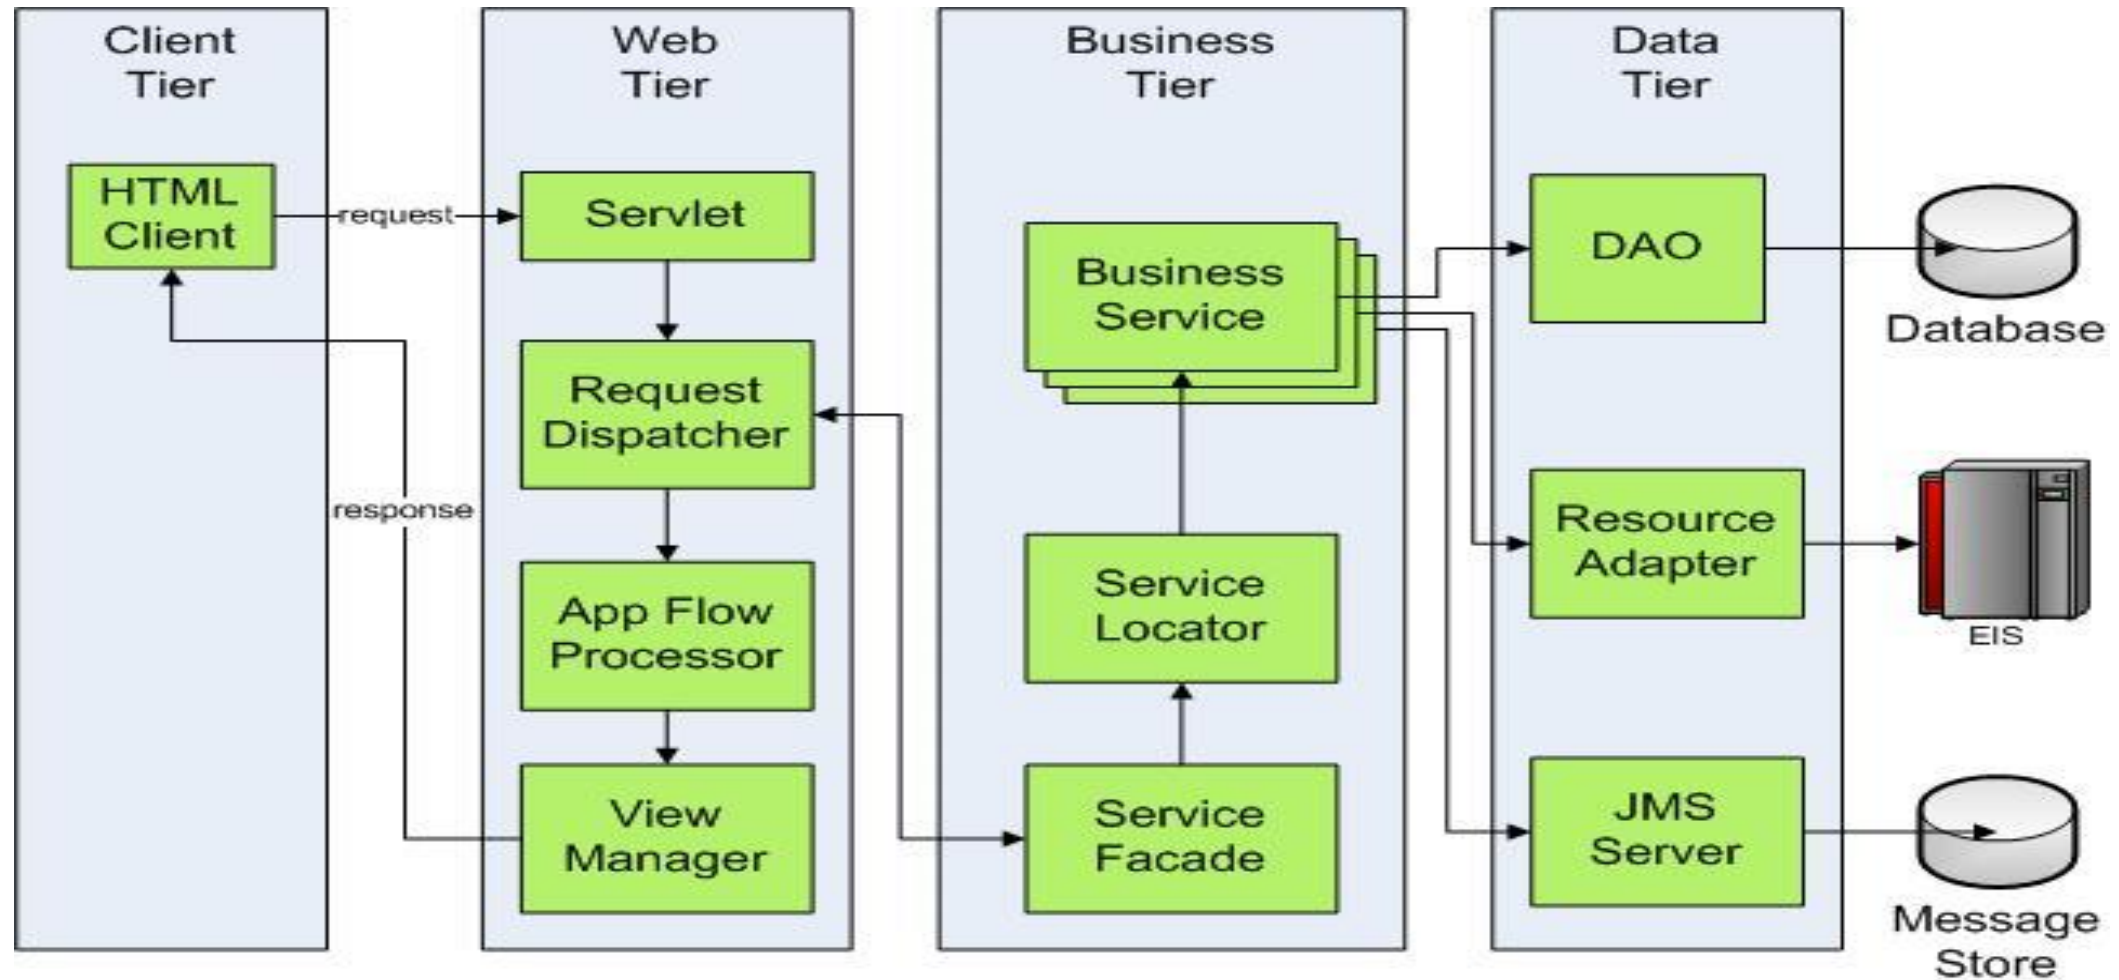 Client
Tier
HTML
Client
request
response
Web
Tier
Servlet
Request
Dispatcher
App Flow
Processor
View
Manager
Business
Tier
Business
Service
Service
Locator
Service
Facade
Data
Tier
DAO
Resource
Adapter
JMS
Server
Database
EIS
Message
Store